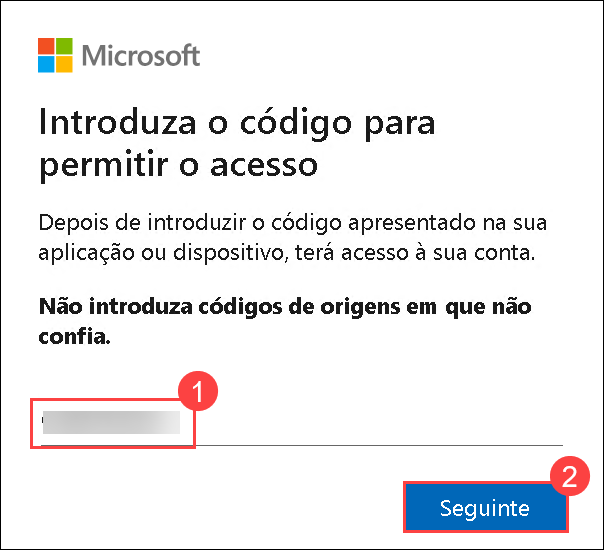 Microsoft
Introduza o código para
permitir o acesso
Depois de introduzir o código apresentado na sua
aplicação ou dispositivo, terá acesso à sua conta.
Não introduza códigos de origens em que não
confia.
1
2
Seguinte